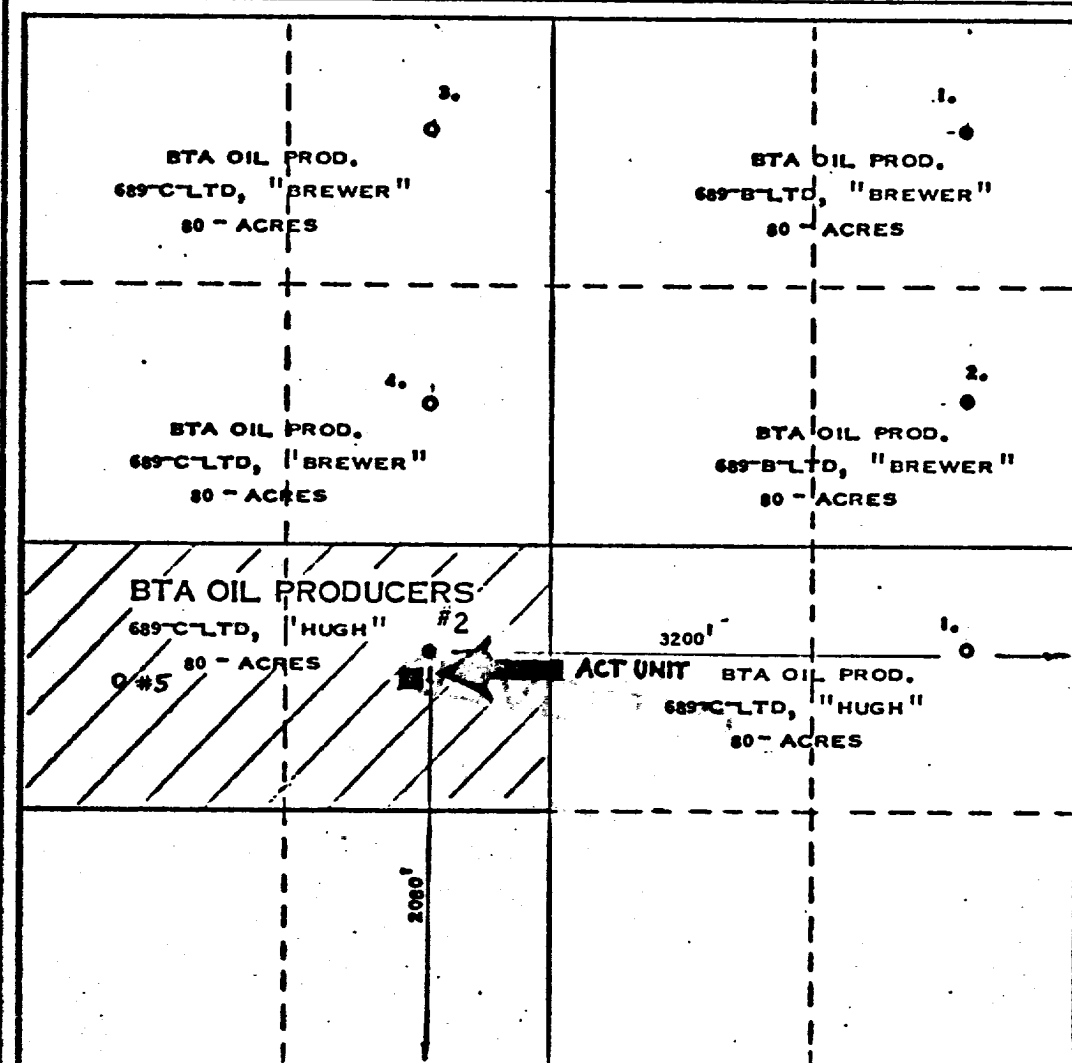 3.
BTA OIL PROD.
689-C-LTD, "BREWER"
80 - ACRES
1.
BTA OIL PROD.
689-B-LTD, "BREWER"
80 - ACRES
4.
BTA OIL PROD.
689-C-LTD, "BREWER"
80 - ACRES
2.
BTA OIL PROD.
689-B-LTD, "BREWER"
80 - ACRES
BTA OIL PRODUCERS
689-C-LTD, "HUGH"
80 - ACRES
#2
#5
ACT UNIT
3200'
1.
BTA OIL PROD.
689-C-LTD, "HUGH"
80 - ACRES
2080'